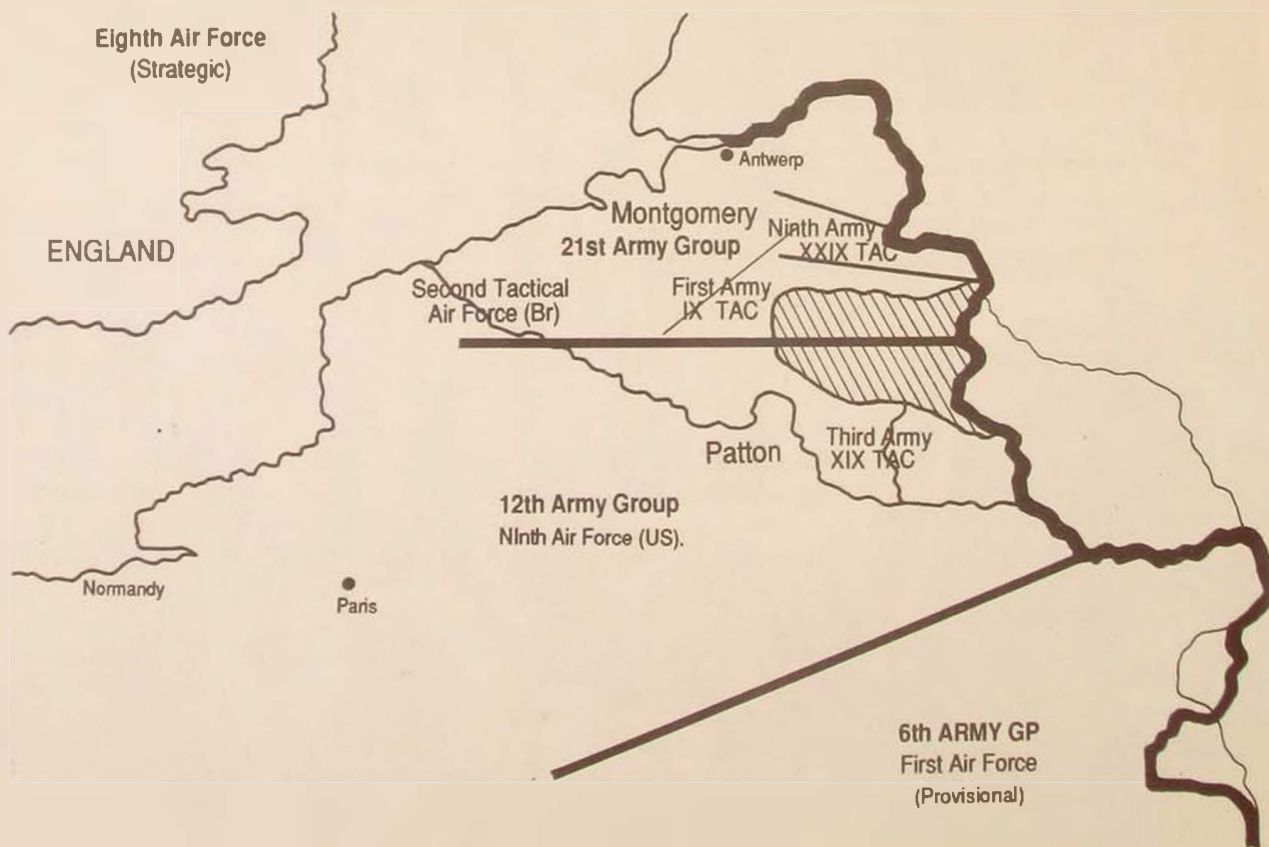 Eighth Air Force
(Strategic)
Antwerp
ENGLAND
Montgomery
21st Army Group
Ninth Army
XXIX TAC
Second Tactical
Air Force (Br)
First Army
IX TAC
Patton
Third Army
XIX TAC
12th Army Group
NInth Air Force (US).
Normandy
Paris
6th ARMY GP
First Air Force
(Provisional)